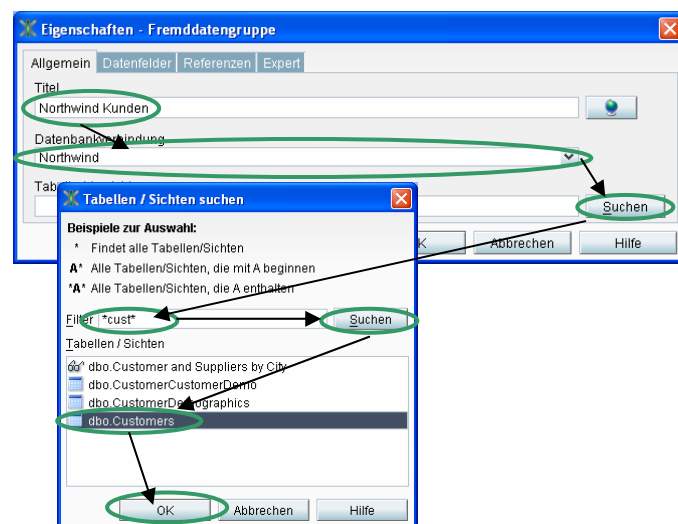 Eigenschaften - Fremddatengruppe
Allgemein Datenfelder Referenzen Expert
Titel
Northwind Kunden
Datenbankverbindung
Northwind
Suchen
Abbrechen Hilfe
Tabellen / Sichten suchen
Beispiele zur Auswahl:
* Findet alle Tabellen/Sichten
A* Alle Tabellen/Sichten, die mit A beginnen
*A* Alle Tabellen/Sichten, die A enthalten
Filter *cust* Suchen
Tabellen / Sichten
dbo.Customer and Suppliers by City
dbo.CustomerCustomerDemo
dbo.CustomerDemographics
dbo.Customers
OK Abbrechen Hilfe